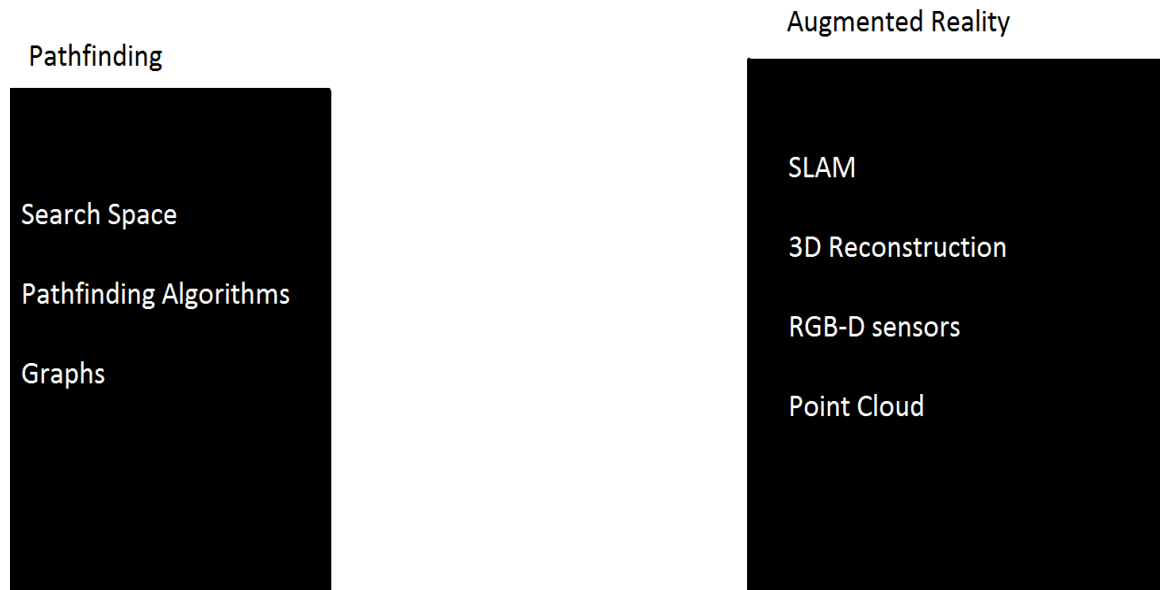 Pathfinding
Search Space
Pathfinding Algorithms
Graphs
Augmented Reality
SLAM
3D Reconstruction
RGB-D sensors
Point Cloud